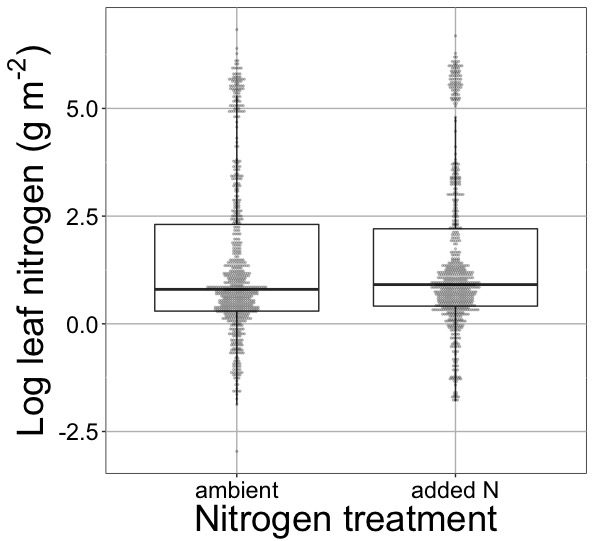 Log leaf nitrogen (g m⁻²)
5.0
2.5
0.0
-2.5
ambient added N
Nitrogen treatment